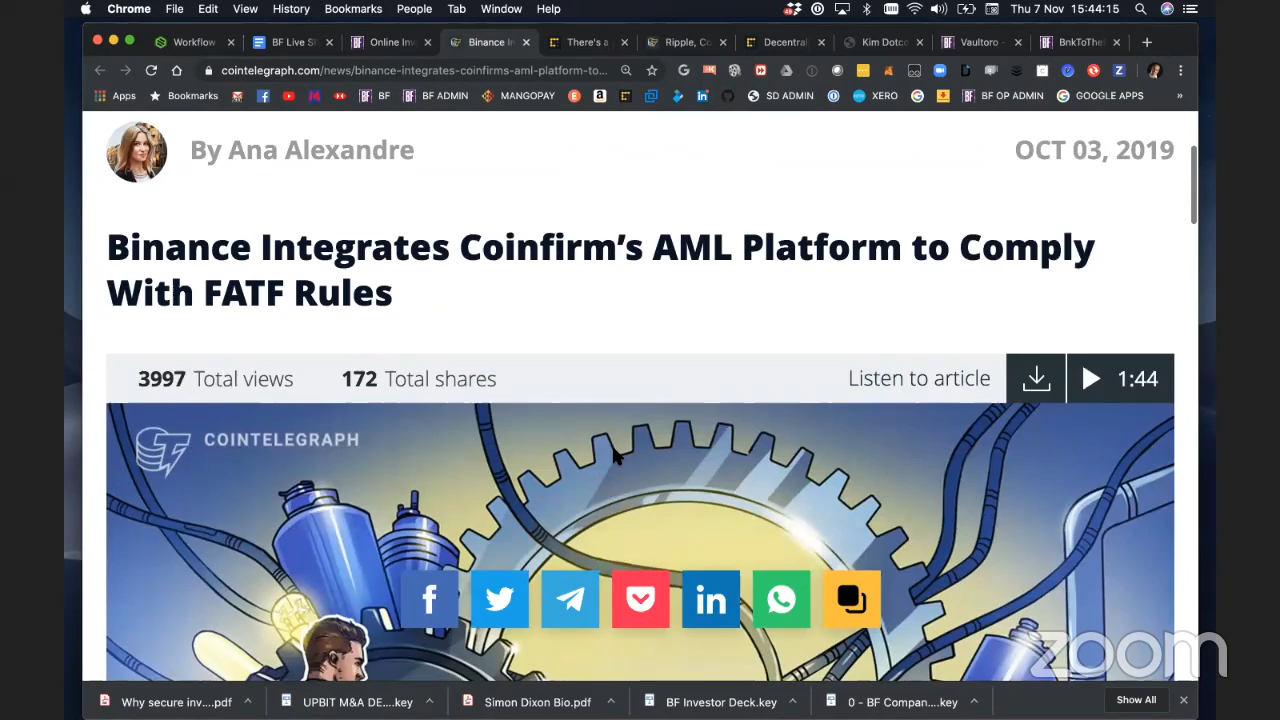 Chrome File Edit View History Bookmarks People Tab Window Help Thu 7 Nov 15:44:15
Workflow BF Live S Online Inv Binance In There's a Ripple, Co Decentral Kim Dotc Vaultoro - BnkToThe
cointelegraph.com/news/binance-integrates-coinfirms-aml-platform-to...
Apps Bookmarks BF BF ADMIN MANGOPAY SD ADMIN XERO BF OP ADMIN GOOGLE APPS »
By Ana Alexandre OCT 03, 2019
Binance Integrates Coinfirm's AML Platform to Comply
With FATF Rules
3997 Total views 172 Total shares Listen to article 1:44
COINTELEGRAPH
zoom
Why secure inv....pdf UPBIT M&A DE....key Simon Dixon Bio.pdf BF Investor Deck.key 0 - BF Compan....key Show All